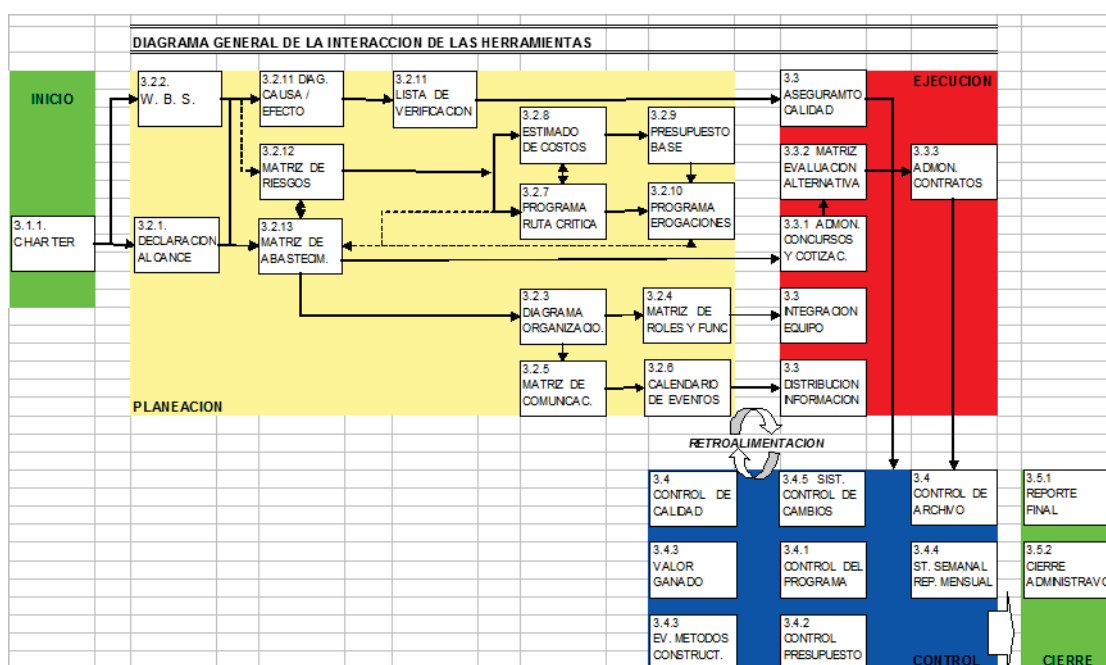 DIAGRAMA GENERAL DE LA INTERACCION DE LAS HERRAMIENTAS
INICIO
3.1.1.
CHARTER
3.2.2.
W. B. S.
3.2.1.
DECLARACION
ALCANCE
3.2.11 DIAG.
CAUSA /
EFECTO
3.2.12
MATRIZ DE
RIESGOS
3.2.13
MATRIZ DE
ABASTECIM.
3.2.11
LISTA DE
VERIFICACION
3.2.8
ESTIMADO
DE COSTOS
3.2.9
PRESUPUESTO
BASE
3.2.7
PROGRAMA
RUTA CRITICA
3.2.10
PROGRAMA
EROGACIONES
3.2.3
DIAGRAMA
ORGANIZACIO.
3.2.4
MATRIZ DE
ROLES Y FUNC
3.2.5
MATRIZ DE
COMUNICAC.
3.2.6
CALENDARIO
DE EVENTOS
PLANEACION
EJECUCION
3.3
ASEGURAMTO
CALIDAD
3.3.2 MATRIZ
EVALUACION
ALTERNATIVA
3.3.3
ADMON.
CONTRATOS
3.3.1 ADMON.
CONCURSOS
Y COTIZAC.
3.3
INTEGRACION
EQUIPO
3.3
DISTRIBUCION
INFORMACION
RETROALIMENTACION
3.4
CONTROL DE
CALIDAD
3.4.5 SIST.
CONTROL DE
CAMBIOS
3.4
CONTROL DE
ARCHIVO
3.4.3
VALOR
GANADO
3.4.1
CONTROL DEL
PROGRAMA
3.4.4
ST. SEMANAL
REP. MENSUAL
3.4.3
EV. METODOS
CONSTRUCT.
3.4.2
CONTROL
PRESUPUESTO
CONTROL
3.5.1
REPORTE
FINAL
3.5.2
CIERRE
ADMINISTRAVO
CIERRE